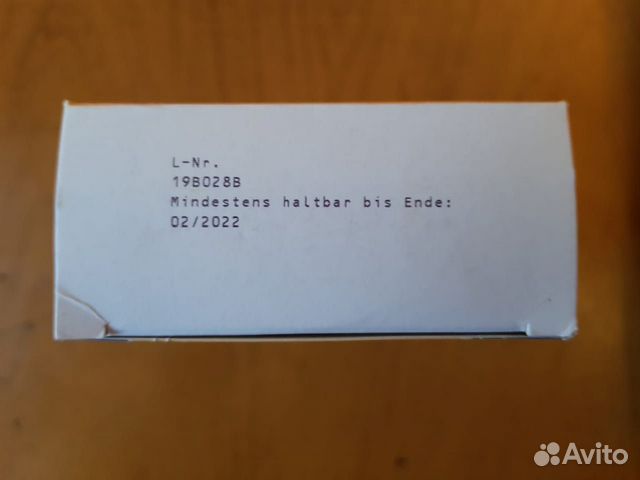 L-Nr.
19B028B
Mindestens haltbar bis Ende:
02/2022
Avito